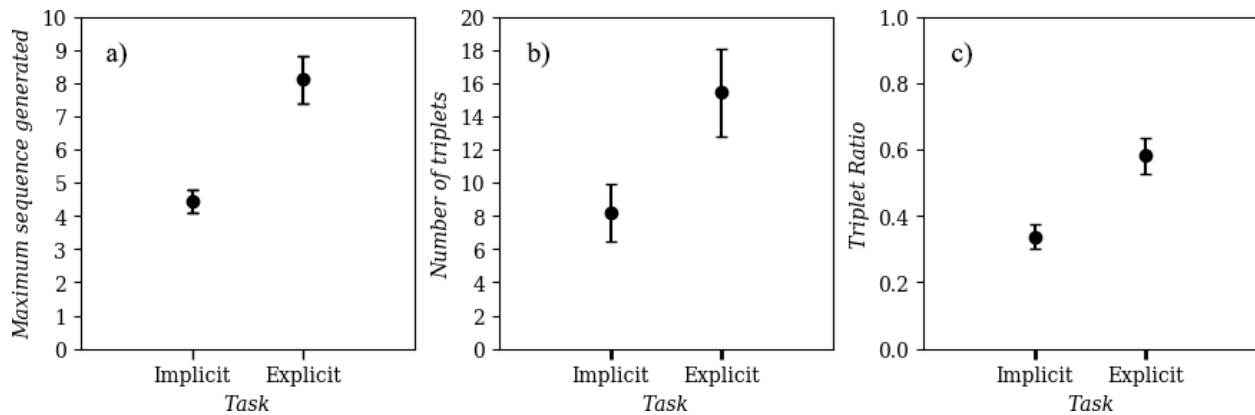 a)
Maximum sequence generated
10
9
8
7
6
5
4
3
2
1
0
Implicit Explicit
Task
b)
Number of triplets
20
18
16
14
12
10
8
6
4
2
0
Implicit Explicit
Task
c)
Triplet Ratio
1.0
0.8
0.6
0.4
0.2
0.0
Implicit Explicit
Task